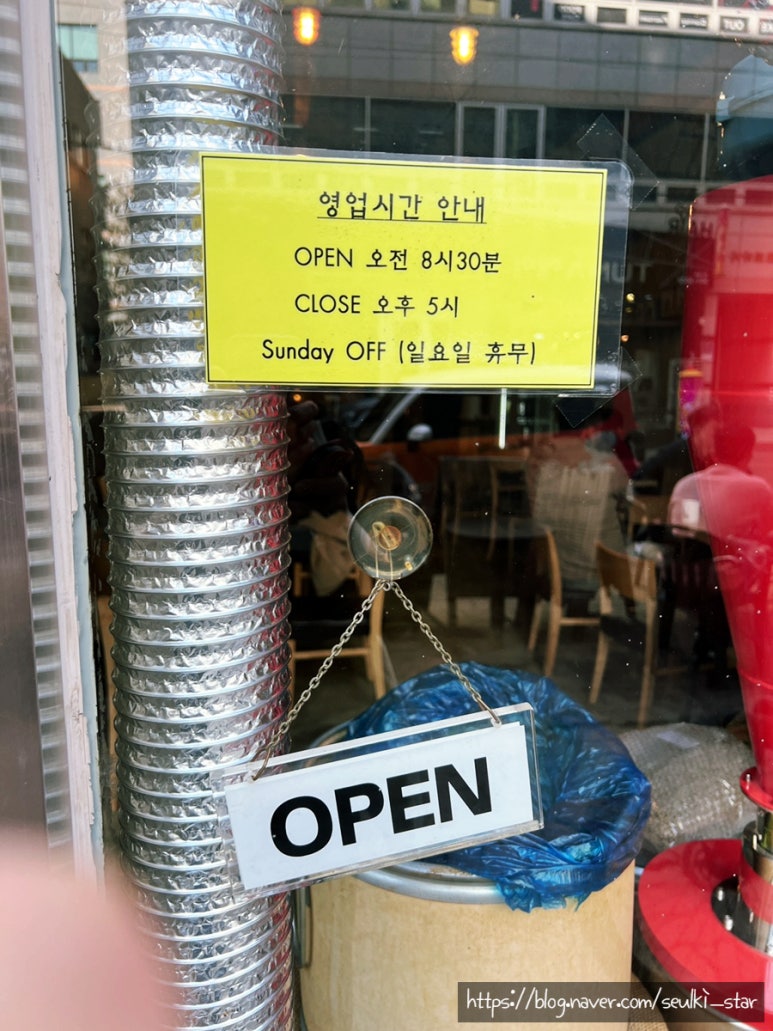 영업시간 안내
OPEN 오전 8시30분
CLOSE 오후 5시
Sunday OFF (일요일 휴무)
OPEN
https://blog.naver.com/seulkì_star